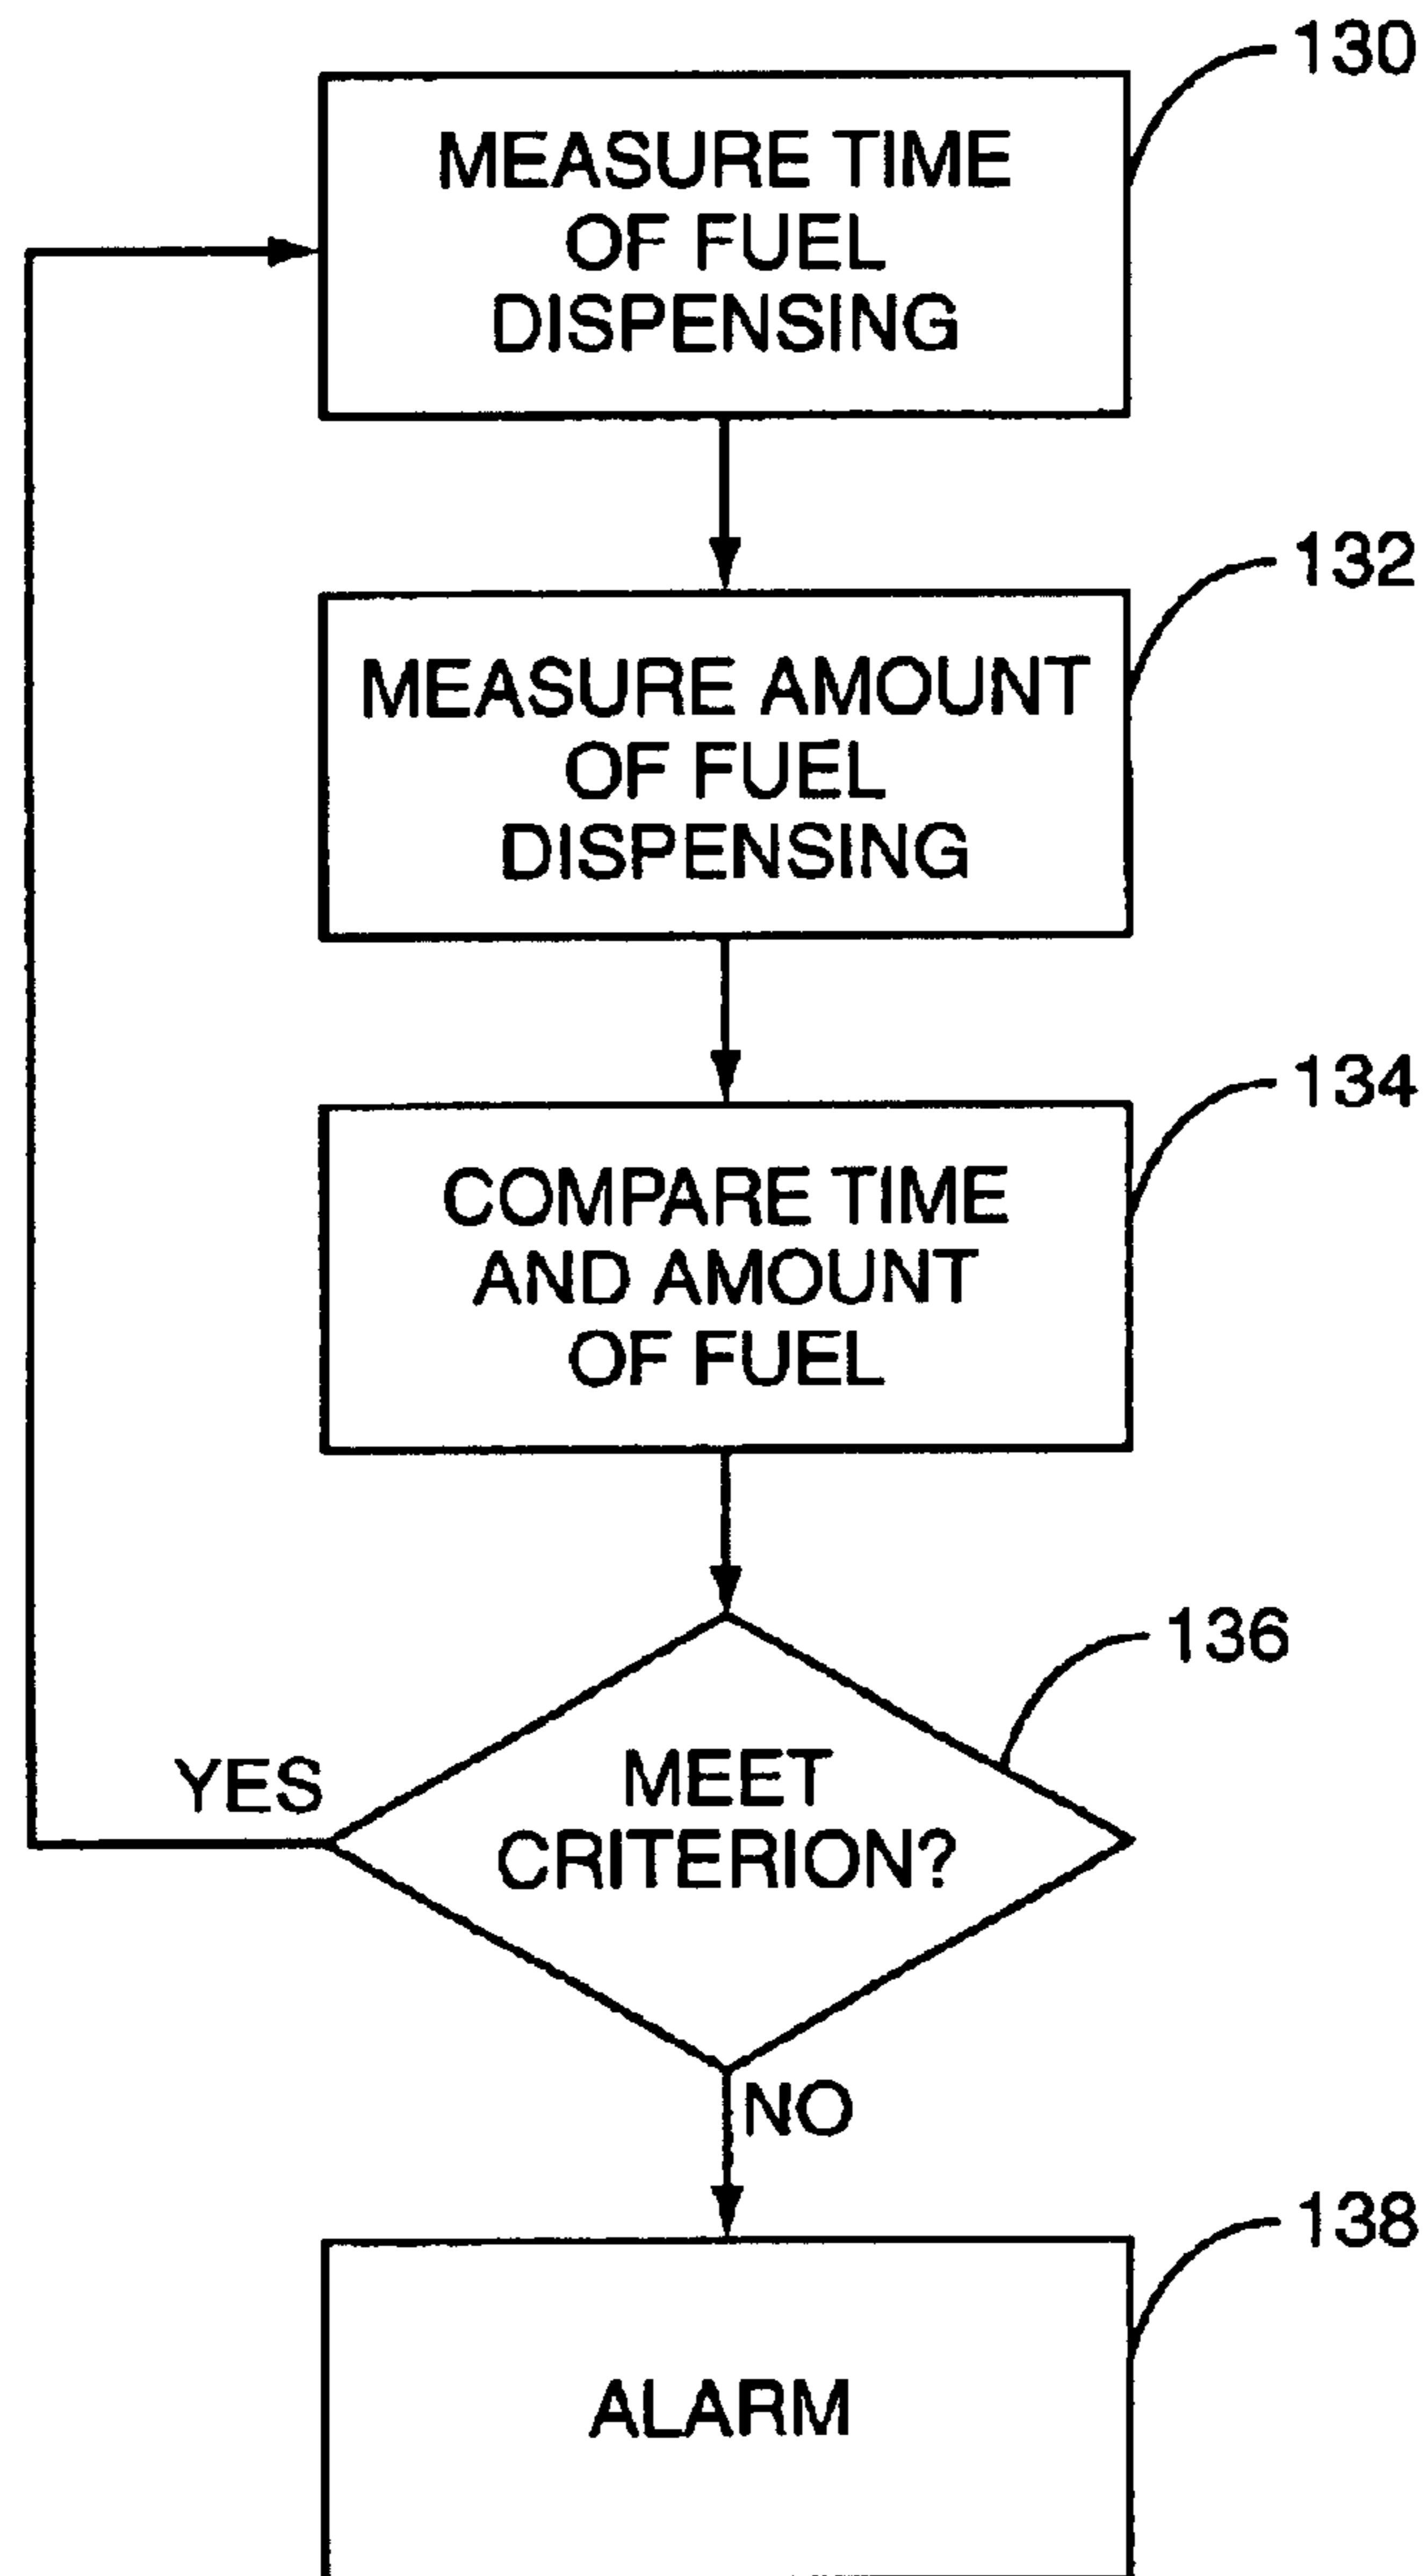 130
MEASURE TIME
OF FUEL
DISPENSING
132
MEASURE AMOUNT
OF FUEL
DISPENSING
134
COMPARE TIME
AND AMOUNT
OF FUEL
136
YES
MEET
CRITERION?
NO
138
ALARM